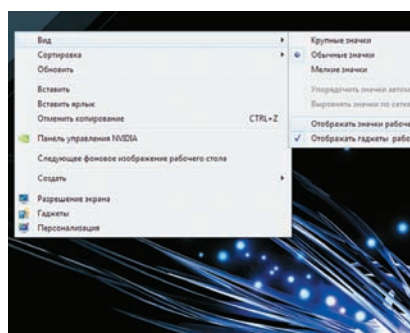 Вид
Сортировка
Обновить
Вставить
Вставить ярлык
Отменить копирование CTRL+Z
Панель управления NVIDIA
Следующее фоновое изображение рабочего стола
Создать
Разрешение экрана
Гаджеты
Персонализация
Крупные значки
Обычные значки
Мелкие значки
Упорядочить значки автом
Выровнять значки по сетке
Отображать значки рабоче
Отображать гаджеты рабо